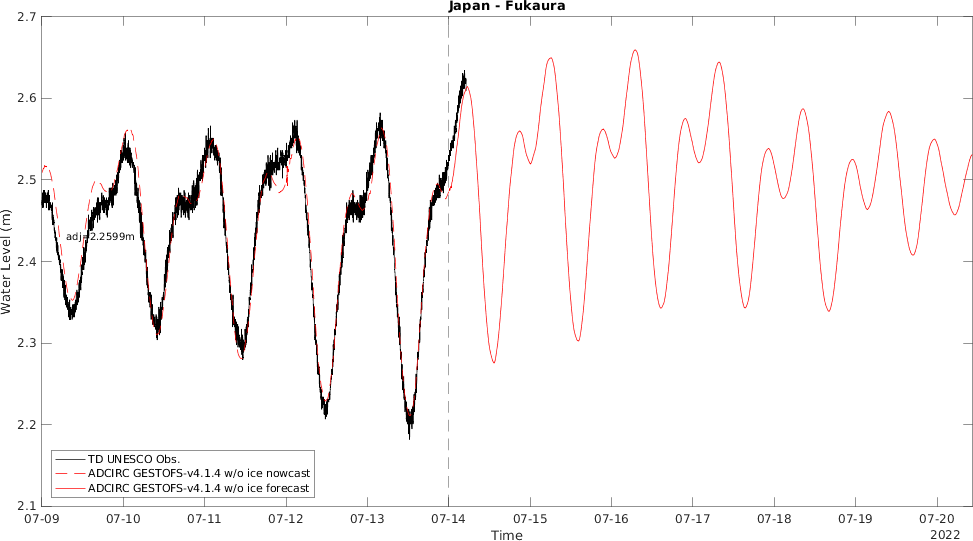 Japan - Fukaura
2.7
2.6
2.5
2.4
2.3
2.2
2.1
Water Level (m)
adj=2.2599m
TD UNESCO Obs.
ADCIRC GESTOFS-v4.1.4 w/o ice nowcast
ADCIRC GESTOFS-v4.1.4 w/o ice forecast
07-09 07-10 07-11 07-12 07-13 07-14 07-15 07-16 07-17 07-18 07-19 07-20
Time
2022